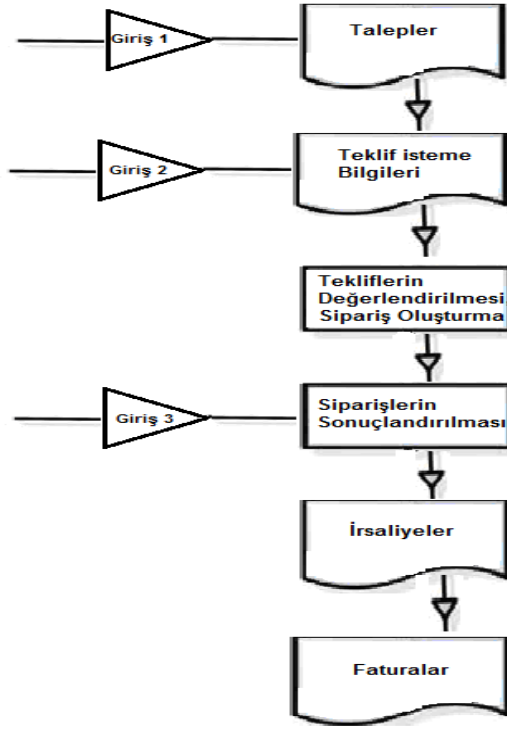 Giriş 1
Talepler
Giriş 2
Teklif isteme
Bilgileri
Tekliflerin
Değerlendirilmesi,
Sipariş Oluşturma
Giriş 3
Siparişlerin
Sonuçlandırılması
İrsaliyeler
Faturalar